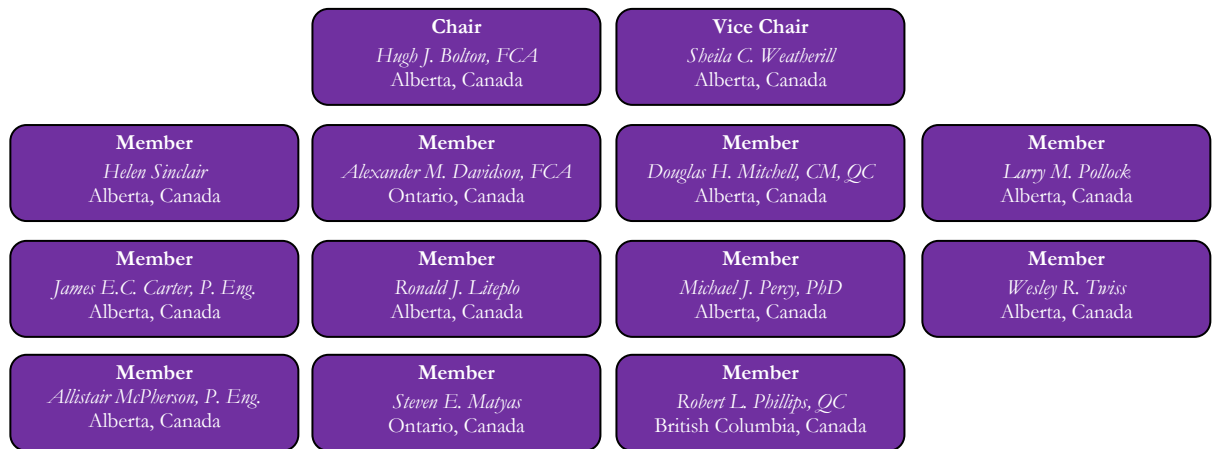 Chair
Hugh J. Bolton, FCA
Alberta, Canada
Vice Chair
Sheila C. Weatherill
Alberta, Canada
Member
Helen Sinclair
Alberta, Canada
Member
Alexander M. Davidson, FCA
Ontario, Canada
Member
Douglas H. Mitchell, CM, QC
Alberta, Canada
Member
Larry M. Pollock
Alberta, Canada
Member
James E.C. Carter, P. Eng.
Alberta, Canada
Member
Ronald J. Liteplo
Alberta, Canada
Member
Michael J. Percy, PhD
Alberta, Canada
Member
Wesley R. Twiss
Alberta, Canada
Member
Allistair McPherson, P. Eng.
Alberta, Canada
Member
Steven E. Matyas
Ontario, Canada
Member
Robert L. Phillips, QC
British Columbia, Canada